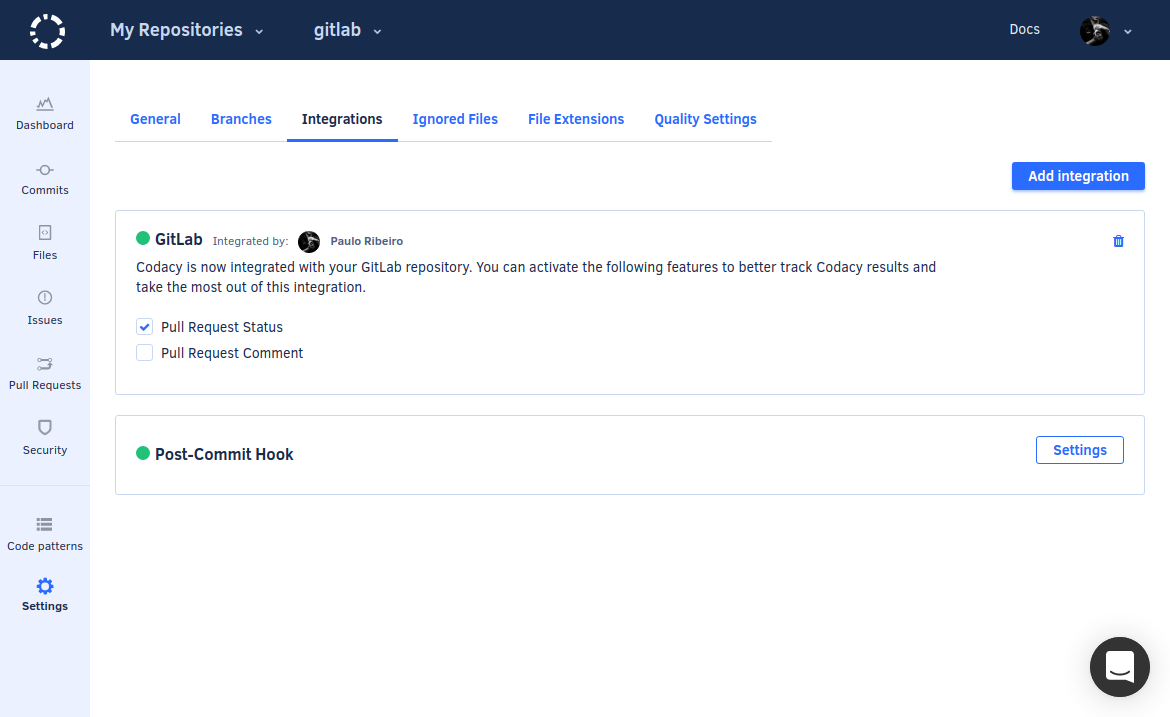 My Repositories gitlab Docs
Dashboard
Commits
Files
Issues
Pull Requests
Security
Code patterns
Settings
General Branches Integrations Ignored Files File Extensions Quality Settings
Add integration
GitLab Integrated by: Paulo Ribeiro
Codacy is now integrated with your GitLab repository. You can activate the following features to better track Codacy results and
take the most out of this integration.
Pull Request Status
Pull Request Comment
Post-Commit Hook
Settings